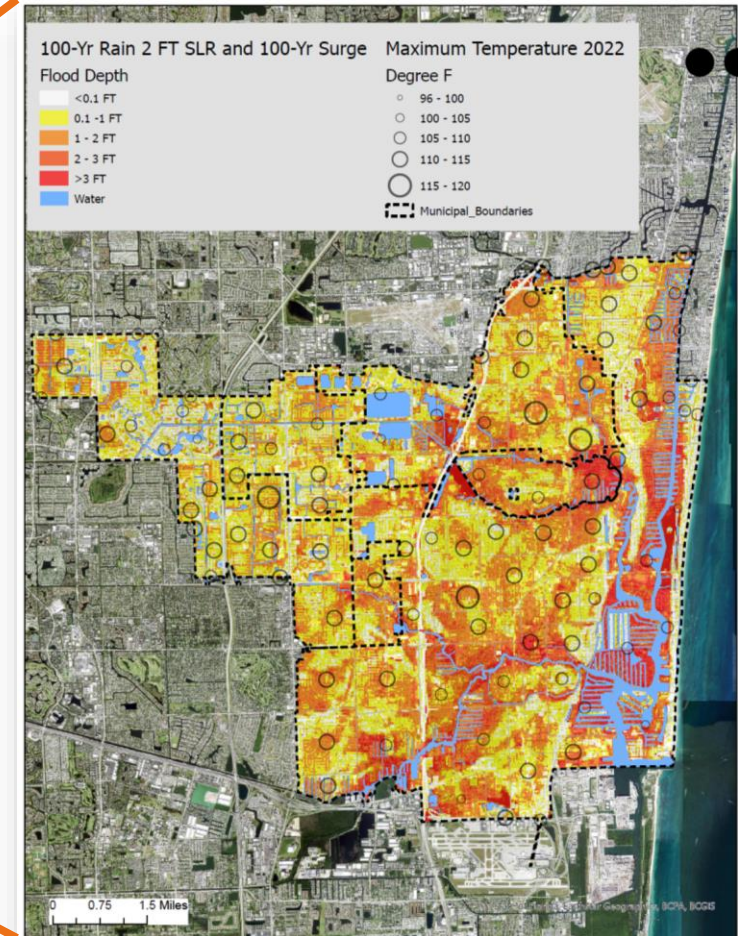 100-Yr Rain 2 FT SLR and 100-Yr Surge
Flood Depth
<0.1 FT
0.1 -1 FT
1 - 2 FT
2 - 3 FT
>3 FT
Water
Maximum Temperature 2022
Degree F
96 - 100
100 - 105
105 - 110
110 - 115
115 - 120
Municipal_Boundaries
0 0.75 1.5 Miles
BCPA, BCGIS